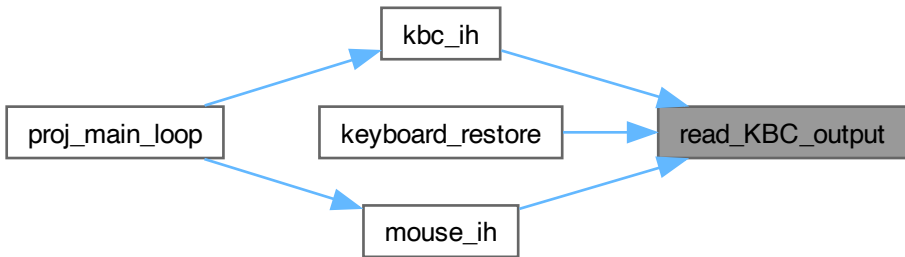 kbc_ih
proj_main_loop
keyboard_restore
read_KBC_output
mouse_ih